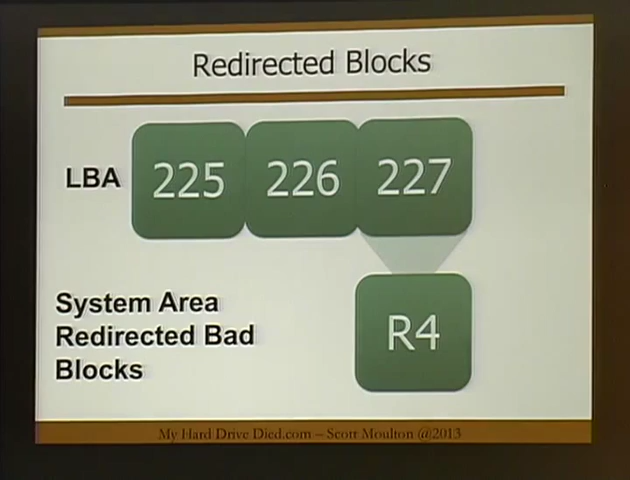 Redirected Blocks
LBA 225 226 227
System Area
Redirected Bad
Blocks
R4
My Hard Drive Died.com – Scott Moulton @2013